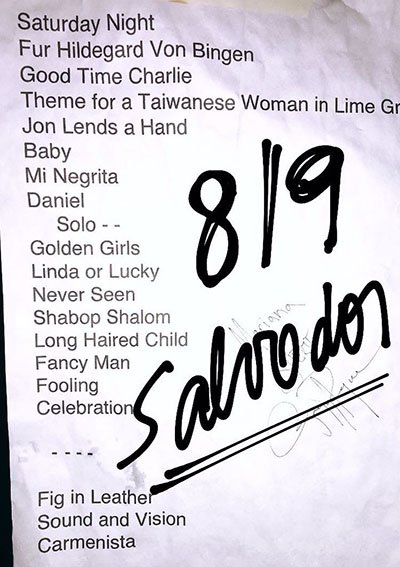 Saturday Night
Fur Hildegard Von Bingen
Good Time Charlie
Theme for a Taiwanese Woman in Lime Gr
Jon Lends a Hand
Baby
Mi Negrita
Daniel
Solo - -
Golden Girls
Linda or Lucky
Never Seen
Shabop Shalom
Long Haired Child
Fancy Man
Fooling
Celebration
8/9
Salvador
Mariana
- - - -
Fig in Leather
Sound and Vision
Carmenista